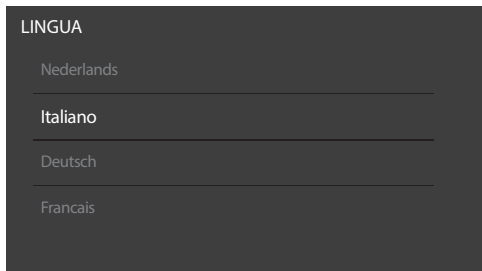 LINGUA
Nederlands
Italiano
Deutsch
Francais